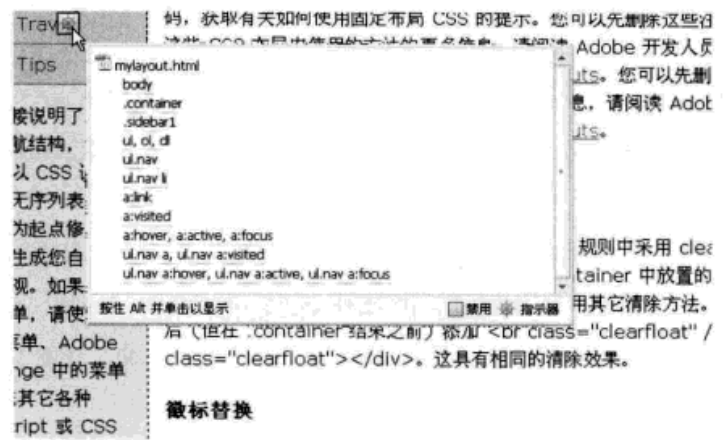 Trav
码，获取有关如何使用固定布局 CSS 的提示。您可以先删除这些注
Adobe 开发人员
Tips
uts。您可以先删
息，请阅读 Adob
uts。
mylayout.html
body
.container
.sidebar1
ul, ol, dl
ul.nav
ul.nav li
a:link
a:visited
a:hover, a:active, a:focus
ul.nav a, ul.nav a:visited
ul.nav a:hover, ul.nav a:active, ul.nav a:focus
按住 Alt 并单击以显示
禁用 指示器
接说明了
航结构，
以 CSS
无序列表
为起点修
生成您自
观。如果
单，请使
菜单、Adobe
nge 中的菜单
其它各种
ript 或 CSS
规则中采用 clea
tainer 中放置的
用其它清除方法。
后（但在 .container 结束之前）添加 <br class="clearfloat" /
class="clearfloat"></div>。这具有相同的清除效果。
徽标替换